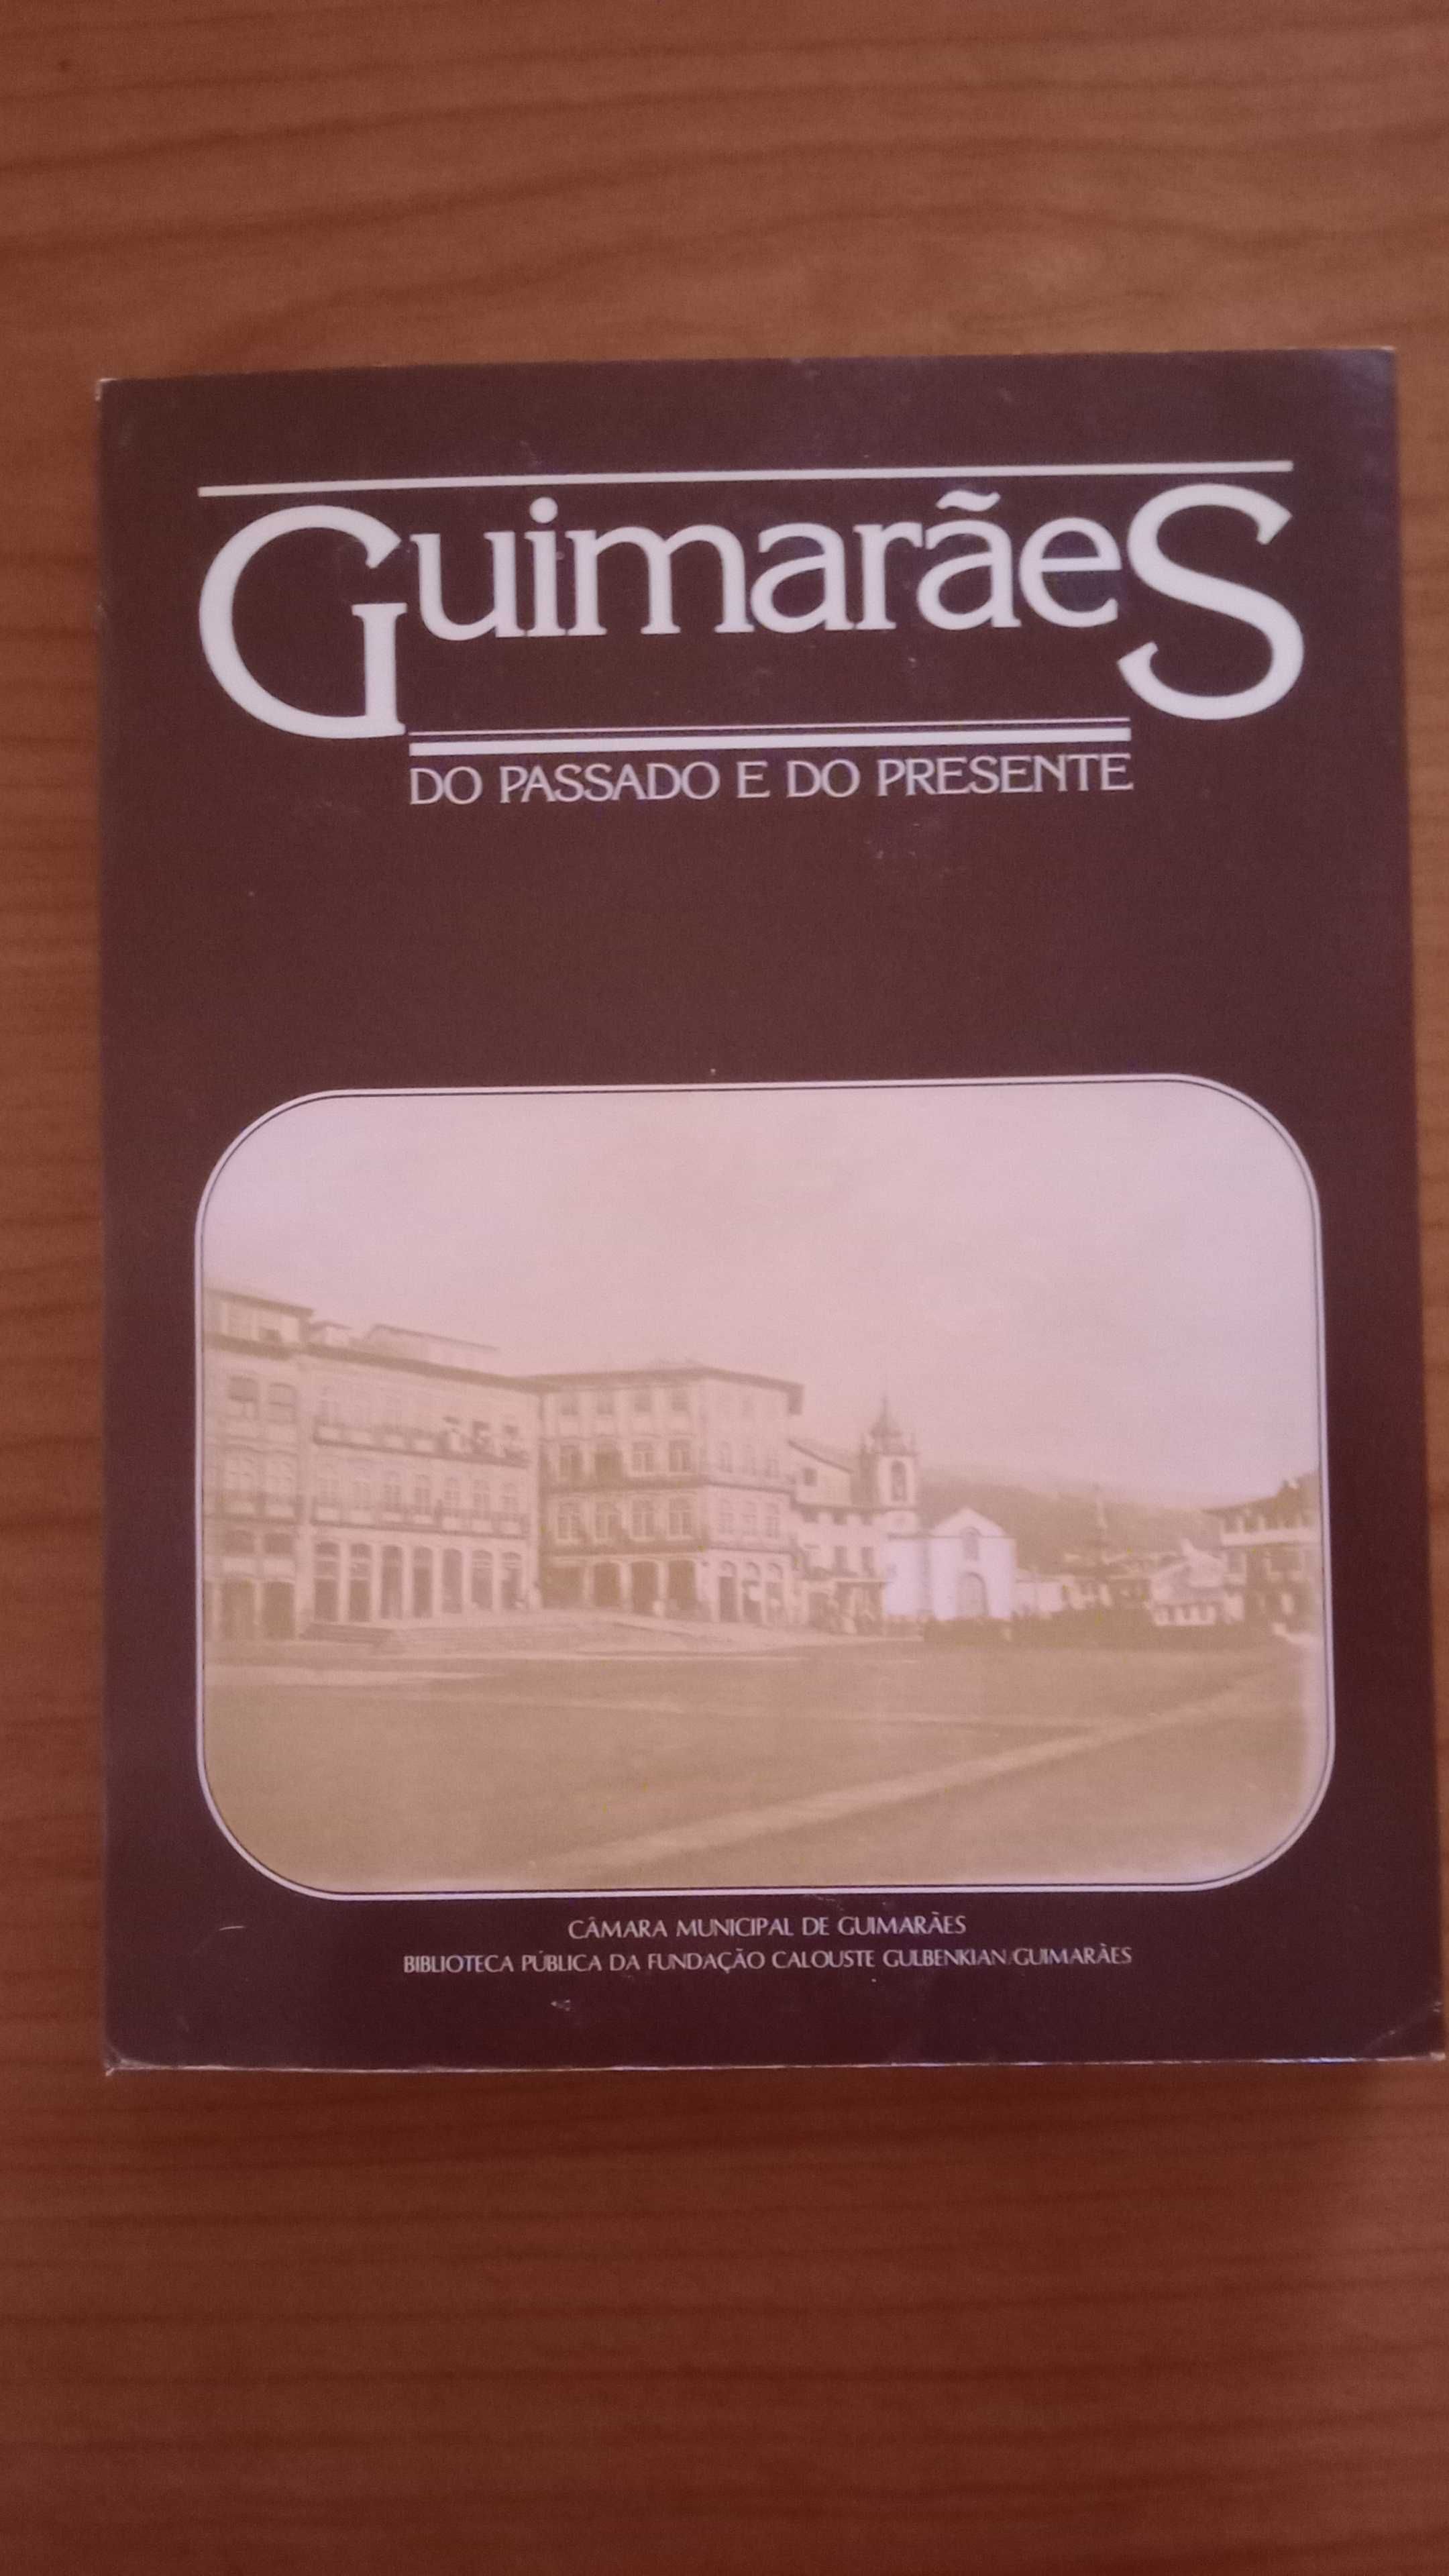 GuimarãeS
DO PASSADO E DO PRESENTE
CÂMARA MUNICIPAL DE GUIMARÃES
BIBLIOTECA PÚBLICA DA FUNDAÇÃO CALOUSTE GULBENKIAN/GUIMARÃES